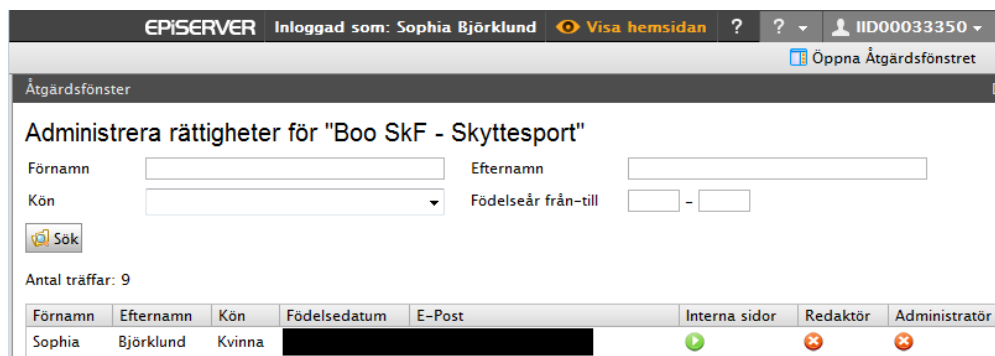 EPiSERVER Inloggad som: Sophia Björklund Visa hemsidan ? ? IID00033350
Öppna Åtgärdsfönstret
Åtgärdsfönster
Administrera rättigheter för "Boo SkF - Skyttesport"
Förnamn Efternamn
Kön Födelseår från-till -
Sök
Antal träffar: 9
Förnamn Efternamn Kön Födelsedatum E-Post Interna sidor Redaktör Administratör
Sophia Björklund Kvinna